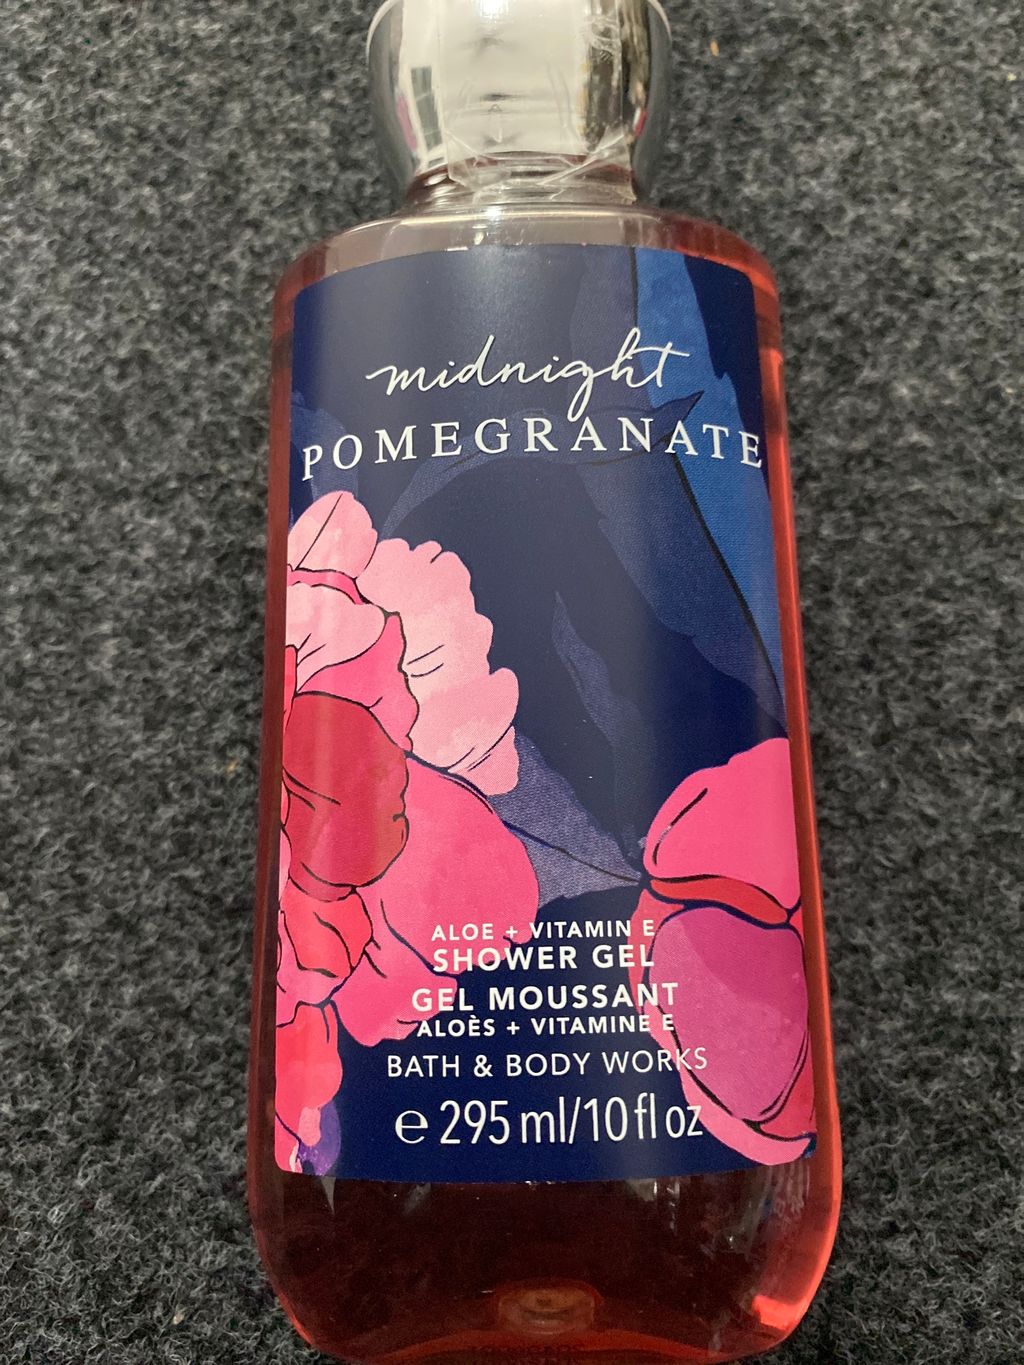 midnight
POMEGRANATE
ALOE + VITAMIN E
SHOWER GEL
GEL MOUSSANT
ALOÈS + VITAMINE E
BATH & BODY WORKS
℮ 295 ml/10 fl oz